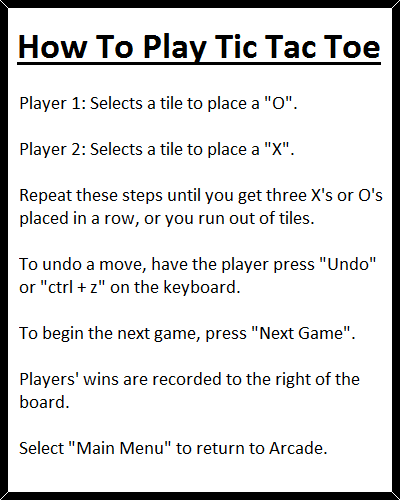 How To Play Tic Tac Toe
Player 1: Selects a tile to place a "O".
Player 2: Selects a tile to place a "X".
Repeat these steps until you get three X's or O's
placed in a row, or you run out of tiles.
To undo a move, have the player press "Undo"
or "ctrl + z" on the keyboard.
To begin the next game, press "Next Game".
Players' wins are recorded to the right of the
board.
Select "Main Menu" to return to Arcade.